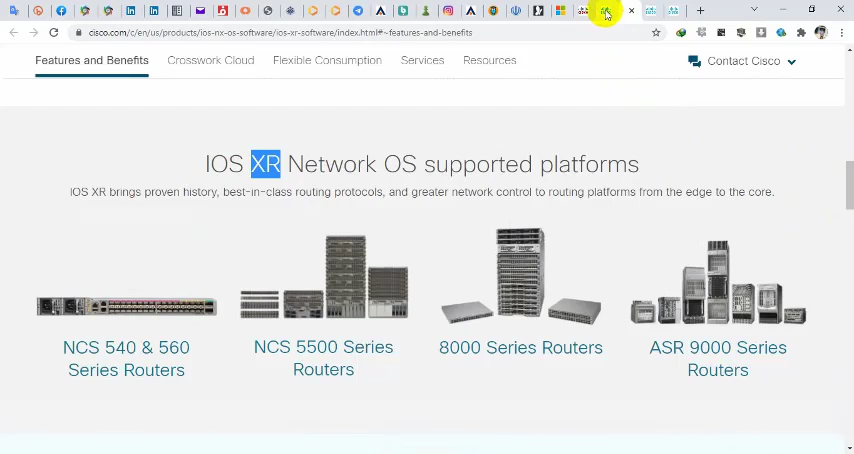 cisco.com/c/en/us/products/ios-nx-os-software/ios-xr-software/index.html#~features-and-benefits
Features and Benefits Crosswork Cloud Flexible Consumption Services Resources Contact Cisco
IOS XR Network OS supported platforms
IOS XR brings proven history, best-in-class routing protocols, and greater network control to routing platforms from the edge to the core.
NCS 540 & 560
Series Routers
NCS 5500 Series
Routers
8000 Series Routers
ASR 9000 Series
Routers